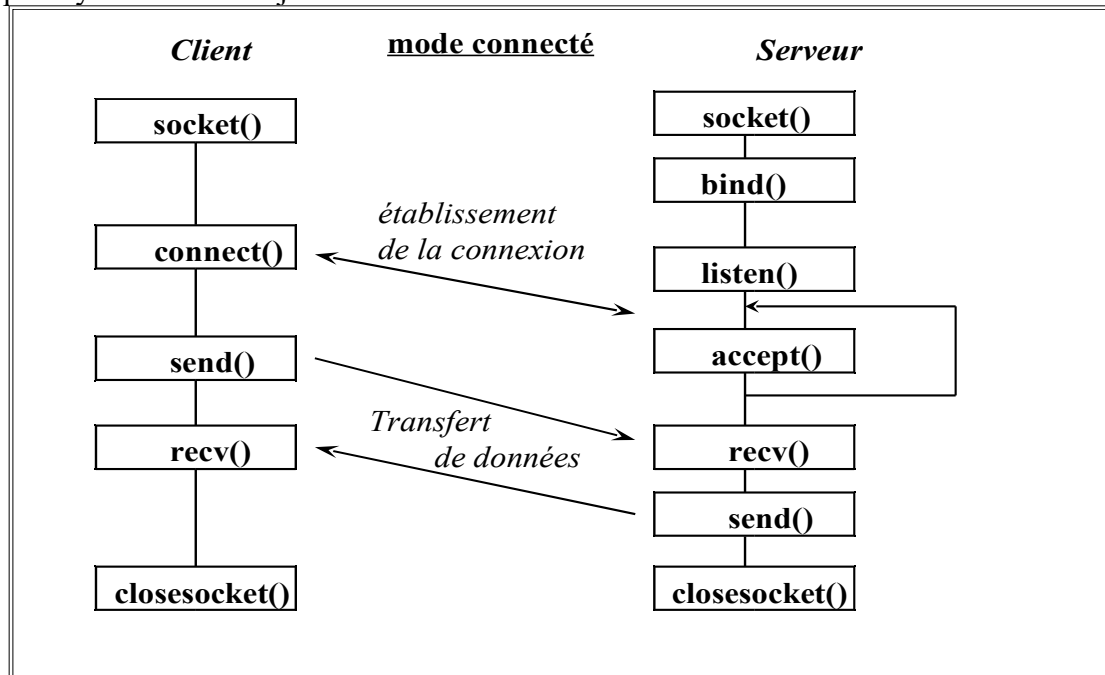 Client
mode connecté
Serveur
socket()
socket()
bind()
établissement
de la connexion
connect()
listen()
send()
accept()
Transfert
de données
recv()
recv()
send()
closesocket()
closesocket()